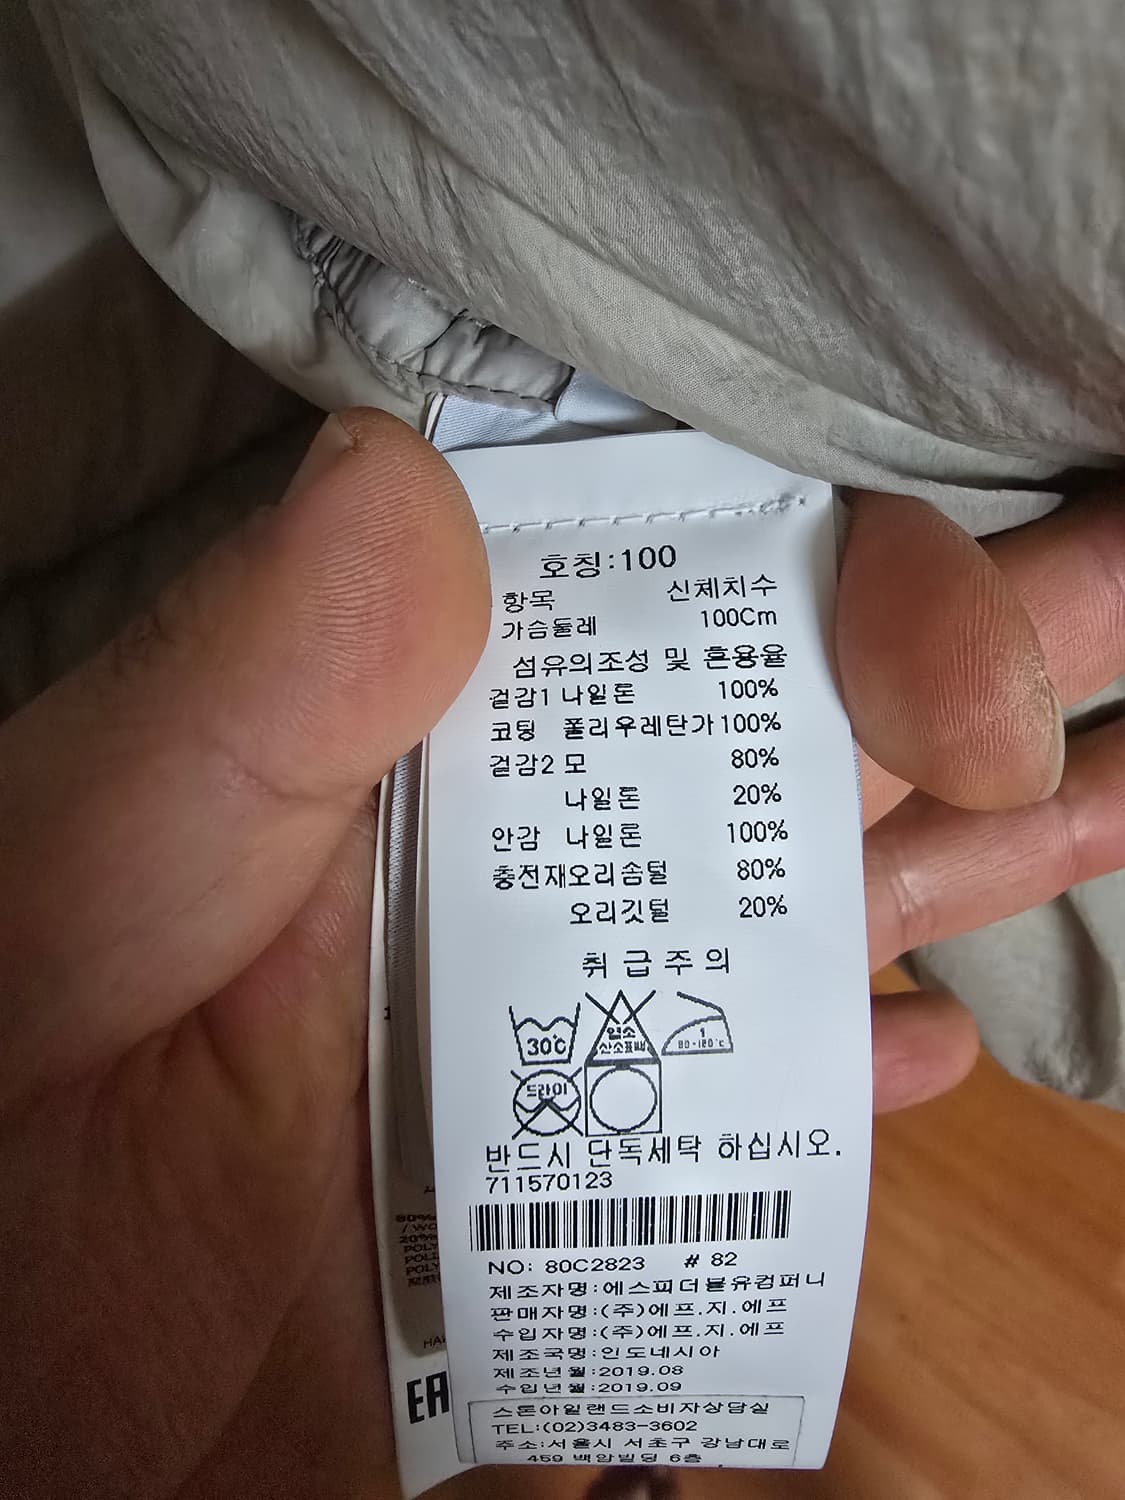 호칭:100
항목 신체치수
가슴둘레 100Cm
섬유의조성 및 혼용율
겉감1 나일론 100%
코팅 폴리우레탄가100%
겉감2 모 80%
나일론 20%
안감 나일론 100%
충전재오리솜털 80%
오리깃털 20%
취급주의
30℃
염소
산소표백
1
80-120℃
드라이
반드시 단독세탁 하십시오.
711570123
NO: 80C2823 # 82
제조자명:에스피더블유컴퍼니
판매자명:(주)에프.지.에프
수입자명:(주)에프.지.에프
제조국명:인도네시아
제조년월:2019.08
수입년월:2019.09
스톤아일랜드소비자상담실
TEL:(02)3483-3602
주소:서울시 서초구 강남대로
459 백암빌딩 6층
80%
/ WO
20%
POLY
POLI
POLY
EA